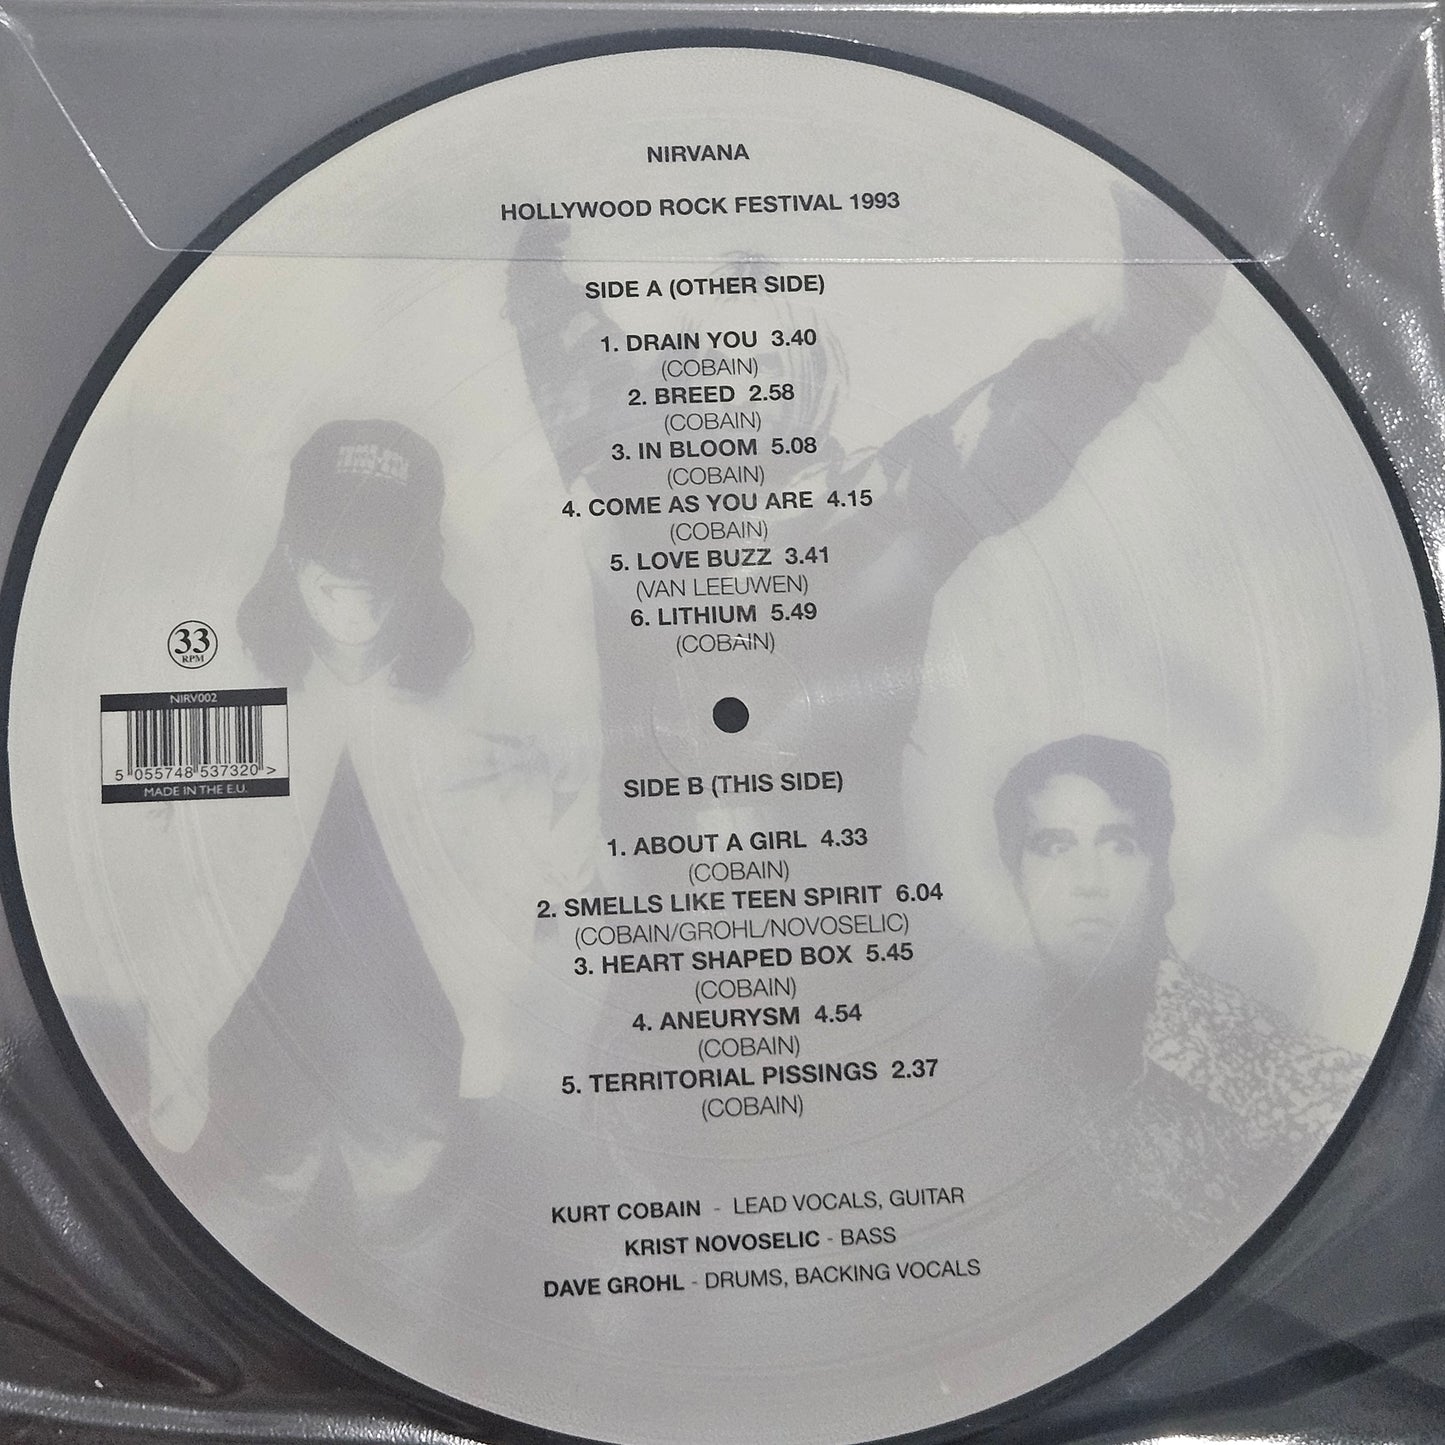 NIRVANA
HOLLYWOOD ROCK FESTIVAL 1993
SIDE A (OTHER SIDE)
1. DRAIN YOU 3.40
(COBAIN)
2. BREED 2.58
(COBAIN)
3. IN BLOOM 5.08
(COBAIN)
4. COME AS YOU ARE 4.15
(COBAIN)
5. LOVE BUZZ 3.41
(VAN LEEUWEN)
6. LITHIUM 5.49
(COBAIN)
33
RPM
NIRV002
5 055748 537320 >
MADE IN THE E.U.
SIDE B (THIS SIDE)
1. ABOUT A GIRL 4.33
(COBAIN)
2. SMELLS LIKE TEEN SPIRIT 6.04
(COBAIN/GROHL/NOVOSELIC)
3. HEART SHAPED BOX 5.45
(COBAIN)
4. ANEURYSM 4.54
(COBAIN)
5. TERRITORIAL PISSINGS 2.37
(COBAIN)
KURT COBAIN - LEAD VOCALS, GUITAR
KRIST NOVOSELIC - BASS
DAVE GROHL - DRUMS, BACKING VOCALS